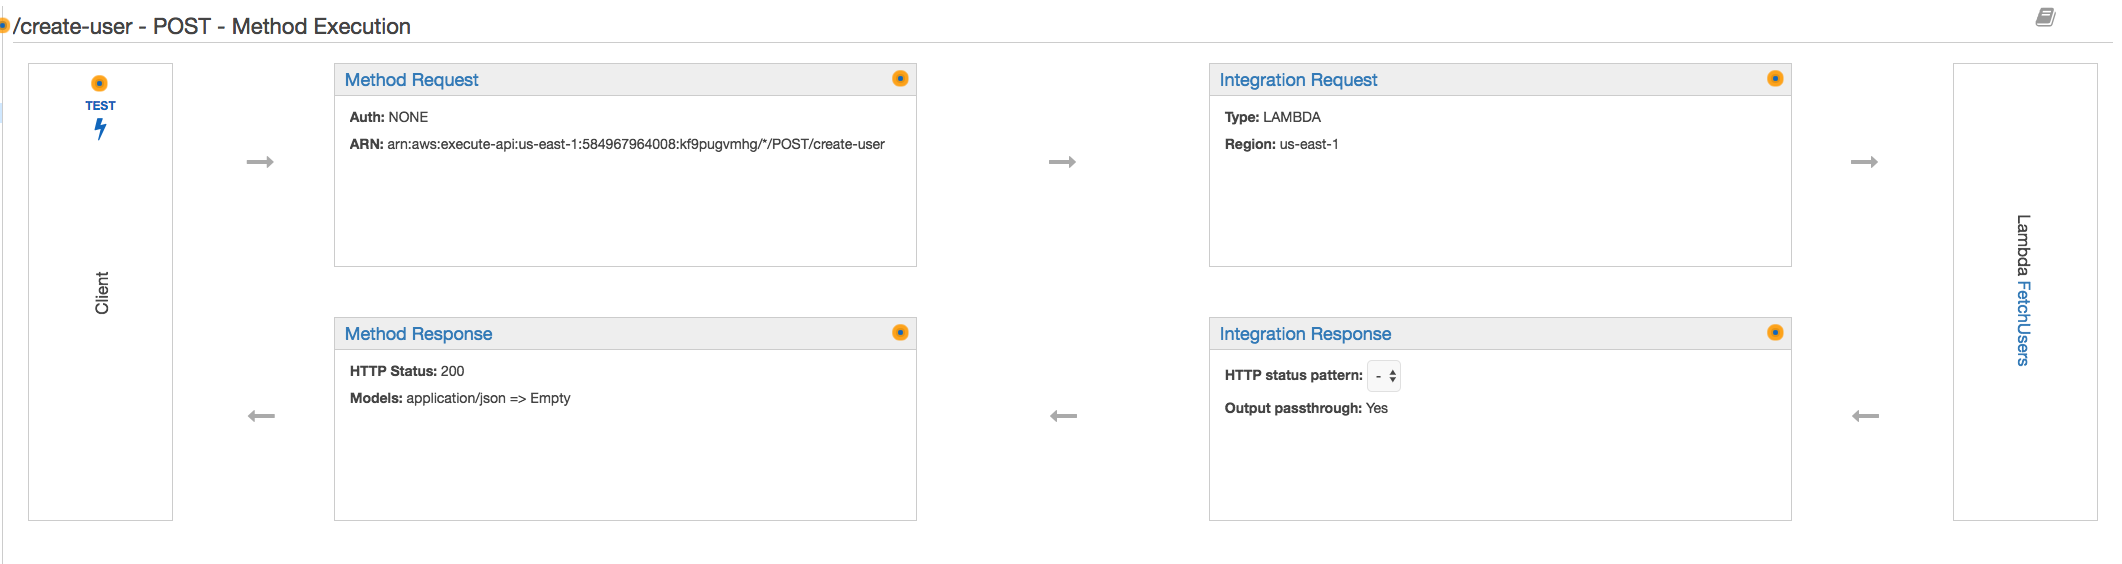 /create-user - POST - Method Execution
TEST
Client
Method Request
Auth: NONE
ARN: arn:aws:execute-api:us-east-1:584967964008:kf9pugvmhg/*/POST/create-user
Integration Request
Type: LAMBDA
Region: us-east-1
Lambda FetchUsers
Method Response
HTTP Status: 200
Models: application/json => Empty
Integration Response
HTTP status pattern: -
Output passthrough: Yes